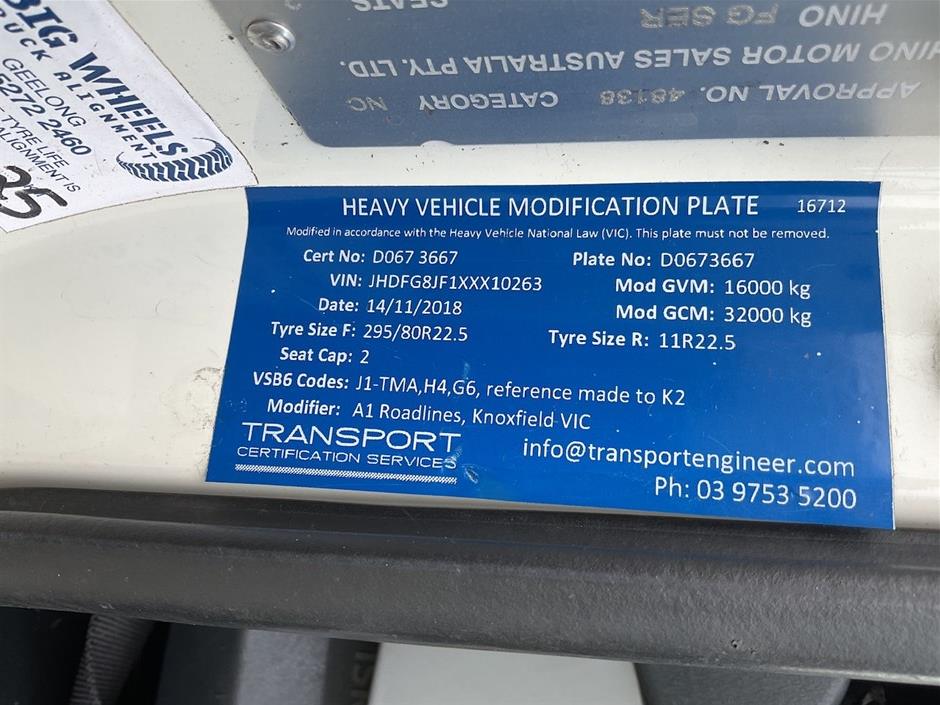 BIG WHEELS
TRUCK ALIGNMENT
GEELONG
5272 2460
TYRE LIFE
ALIGNMENT IS
25
SEATS
HINO FG SER
HINO MOTOR SALES AUSTRALIA PTY. LTD.
APPROVAL NO. 48138 CATEGORY NC
HEAVY VEHICLE MODIFICATION PLATE 16712
Modified in accordance with the Heavy Vehicle National Law (VIC). This plate must not be removed.
Cert No: D067 3667 Plate No: D0673667
VIN: JHDFG8JF1XXX10263 Mod GVM: 16000 kg
Date: 14/11/2018 Mod GCM: 32000 kg
Tyre Size F: 295/80R22.5 Tyre Size R: 11R22.5
Seat Cap: 2
VSB6 Codes: J1-TMA,H4,G6, reference made to K2
Modifier: A1 Roadlines, Knoxfield VIC
TRANSPORT
CERTIFICATION SERVICES
info@transportengineer.com
Ph: 03 9753 5200